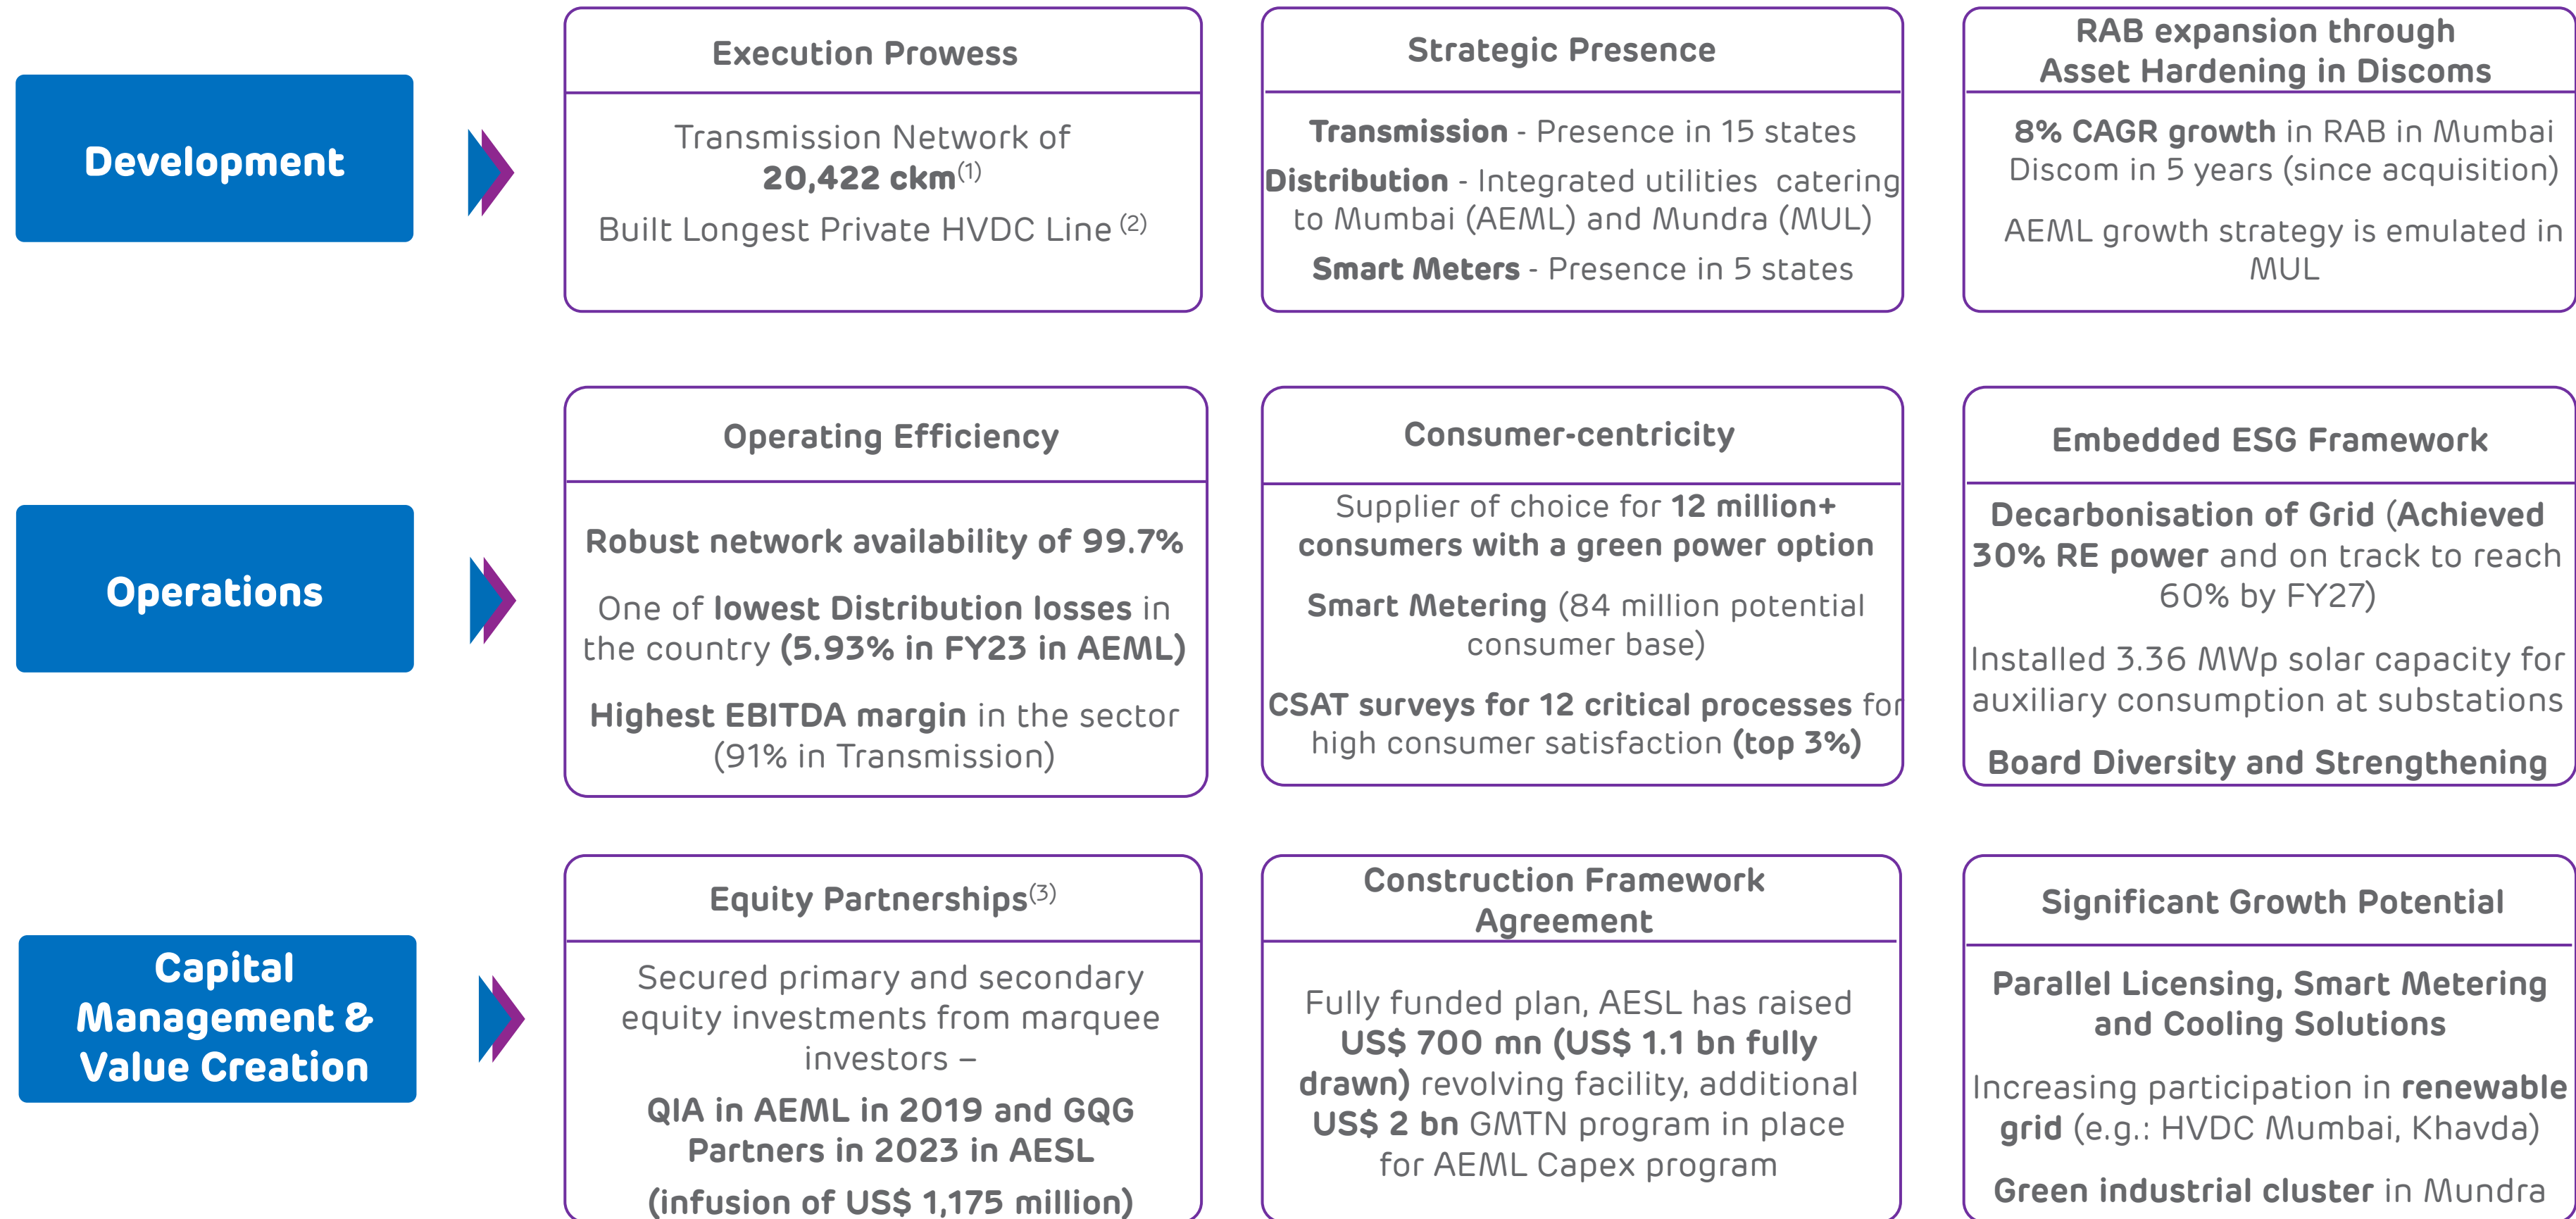 Development
Execution Prowess
Transmission Network of
20,422 ckm(1)
Built Longest Private HVDC Line (2)
Strategic Presence
Transmission - Presence in 15 states
Distribution - Integrated utilities catering
to Mumbai (AEML) and Mundra (MUL)
Smart Meters - Presence in 5 states
RAB expansion through
Asset Hardening in Discoms
8% CAGR growth in RAB in Mumbai
Discom in 5 years (since acquisition)
AEML growth strategy is emulated in
MUL
Operations
Operating Efficiency
Robust network availability of 99.7%
One of lowest Distribution losses in
the country (5.93% in FY23 in AEML)
Highest EBITDA margin in the sector
(91% in Transmission)
Consumer-centricity
Supplier of choice for 12 million+
consumers with a green power option
Smart Metering (84 million potential
consumer base)
CSAT surveys for 12 critical processes for
high consumer satisfaction (top 3%)
Embedded ESG Framework
Decarbonisation of Grid (Achieved
30% RE power and on track to reach
60% by FY27)
Installed 3.36 MWp solar capacity for
auxiliary consumption at substations
Board Diversity and Strengthening
Capital
Management &
Value Creation
Equity Partnerships(3)
Secured primary and secondary
equity investments from marquee
investors –
QIA in AEML in 2019 and GQG
Partners in 2023 in AESL
(infusion of US$ 1,175 million)
Construction Framework
Agreement
Fully funded plan, AESL has raised
US$ 700 mn (US$ 1.1 bn fully
drawn) revolving facility, additional
US$ 2 bn GMTN program in place
for AEML Capex program
Significant Growth Potential
Parallel Licensing, Smart Metering
and Cooling Solutions
Increasing participation in renewable
grid (e.g.: HVDC Mumbai, Khavda)
Green industrial cluster in Mundra